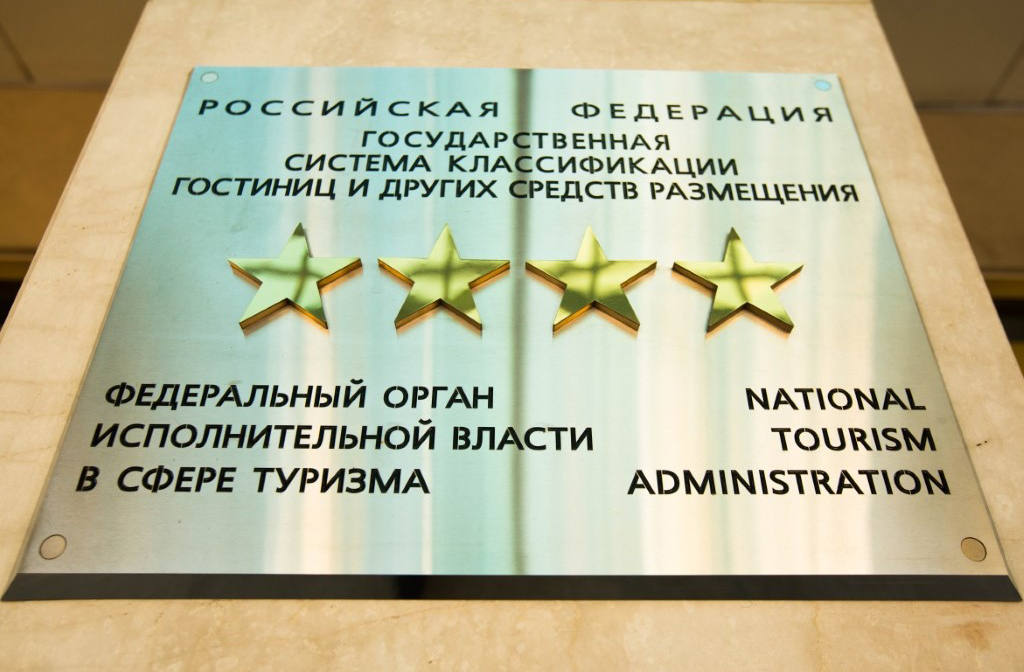 РОССИЙСКАЯ ФЕДЕРАЦИЯ
ГОСУДАРСТВЕННАЯ
СИСТЕМА КЛАССИФИКАЦИИ
ГОСТИНИЦ И ДРУГИХ СРЕДСТВ РАЗМЕЩЕНИЯ
ФЕДЕРАЛЬНЫЙ ОРГАН
ИСПОЛНИТЕЛЬНОЙ ВЛАСТИ
В СФЕРЕ ТУРИЗМА
NATIONAL
TOURISM
ADMINISTRATION